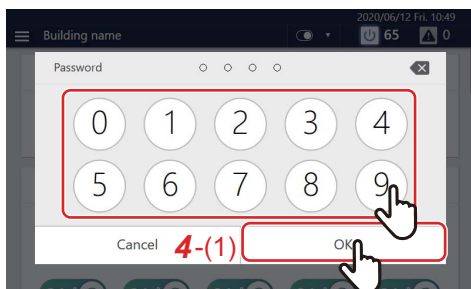 2020/06/12 Fri. 10:49
Building name 65 0
Password
0 1 2 3 4
5 6 7 8 9
Cancel 4-(1) OK